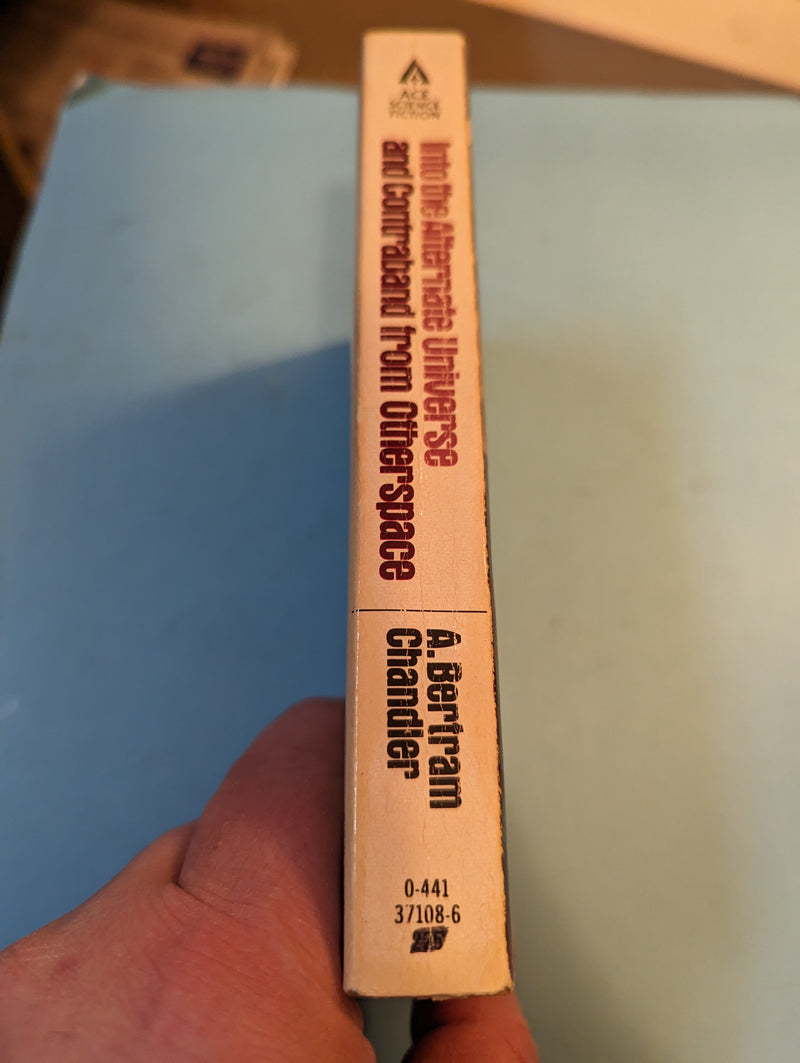 ACE
SCIENCE
FICTION
Into the Alternate Universe
and Contraband from Otherspace
A. Bertram
Chandler
0-441
37108-6